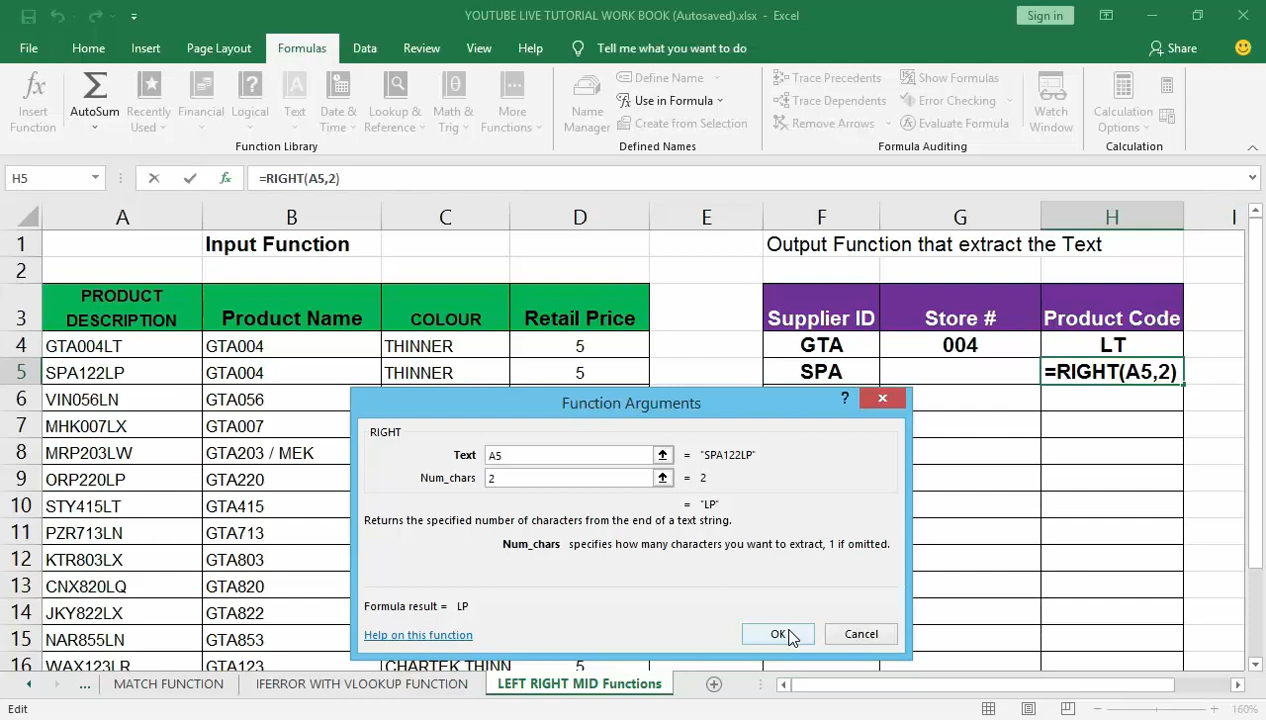 YOUTUBE LIVE TUTORIAL WORK BOOK (Autosaved).xlsx - Excel
Sign in
File Home Insert Page Layout Formulas Data Review View Help Tell me what you want to do Share
Insert Function
AutoSum
Recently Used
Financial
Logical
Text
Date & Time
Lookup & Reference
Math & Trig
More Functions
Function Library
Name Manager
Define Name
Use in Formula
Create from Selection
Defined Names
Trace Precedents
Trace Dependents
Remove Arrows
Show Formulas
Error Checking
Evaluate Formula
Formula Auditing
Watch Window
Calculation Options
Calculation
H5 fx =RIGHT(A5,2)
A B C D E F G H I
1 Input Function Output Function that extract the Text
2
3 PRODUCT DESCRIPTION Product Name COLOUR Retail Price Supplier ID Store # Product Code
4 GTA004LT GTA004 THINNER 5 GTA 004 LT
5 SPA122LP GTA004 THINNER 5 SPA =RIGHT(A5,2)
6 VIN056LN GTA056
7 MHK007LX GTA007
8 MRP203LW GTA203 / MEK
9 ORP220LP GTA220
10 STY415LT GTA415
11 PZR713LN GTA713
12 KTR803LX GTA803
13 CNX820LQ GTA820
14 JKY822LX GTA822
15 NAR855LN GTA853
16 WAX123LR GTA123 CHARTEK THINN 5
Function Arguments ?
RIGHT
Text A5 = "SPA122LP"
Num_chars 2 = 2
= "LP"
Returns the specified number of characters from the end of a text string.
Num_chars specifies how many characters you want to extract, 1 if omitted.
Formula result = LP
Help on this function
OK Cancel
... MATCH FUNCTION IFERROR WITH VLOOKUP FUNCTION LEFT RIGHT MID Functions
Edit 160%